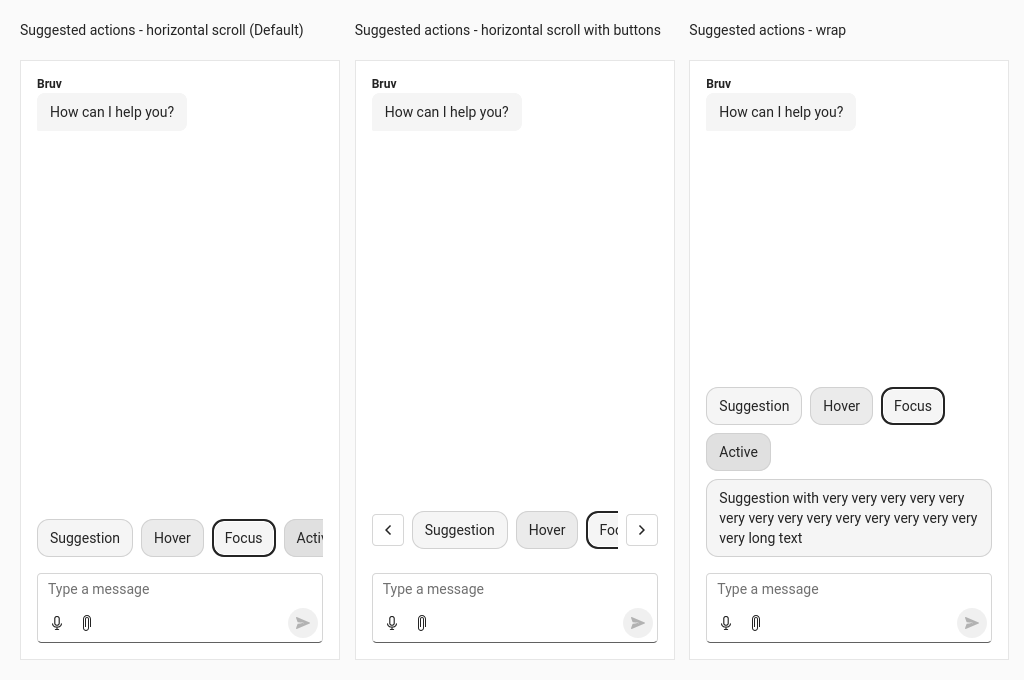 Suggested actions - horizontal scroll (Default)
Bruv
How can I help you?
Suggestion
Hover
Focus
Type a message
Suggested actions - horizontal scroll with buttons
Bruv
How can I help you?
Suggestion
Hover
Type a message
Suggested actions - wrap
Bruv
How can I help you?
Suggestion
Hover
Focus
Active
Suggestion with very very very very very
very very very very very very very very very
very long text
Type a message